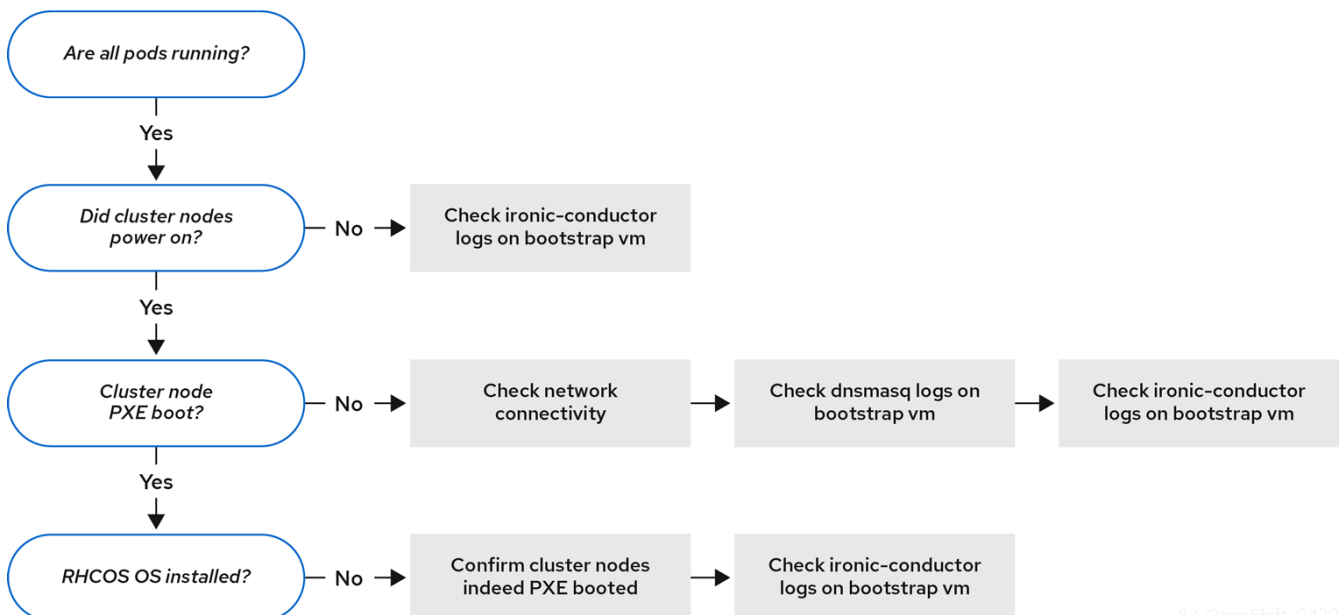 Are all pods running?
Yes
Did cluster nodes
power on?
No
Check ironic-conductor
logs on bootstrap vm
Yes
Cluster node
PXE boot?
No
Check network
connectivity
Check dnsmasq logs on
bootstrap vm
Check ironic-conductor
logs on bootstrap vm
Yes
RHCOS OS installed?
No
Confirm cluster nodes
indeed PXE booted
Check ironic-conductor
logs on bootstrap vm